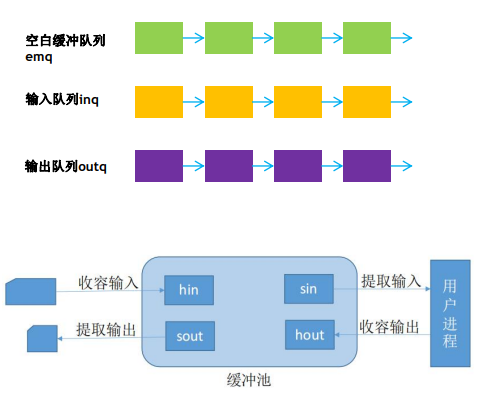 空白缓冲队列
emq
输入队列inq
输出队列outq
收容输入
hin
sin
提取输入
提取输出
sout
hout
收容输出
用户进程
缓冲池